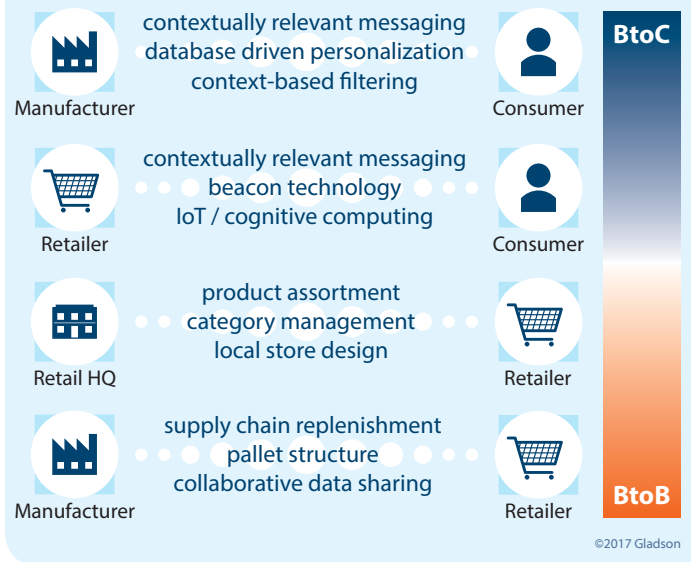 contextually relevant messaging
database driven personalization
context-based filtering
Manufacturer
Consumer
BtoC
contextually relevant messaging
beacon technology
IoT / cognitive computing
Retailer
Consumer
product assortment
category management
local store design
Retail HQ
Retailer
supply chain replenishment
pallet structure
collaborative data sharing
Manufacturer
Retailer
BtoB
©2017 Gladson